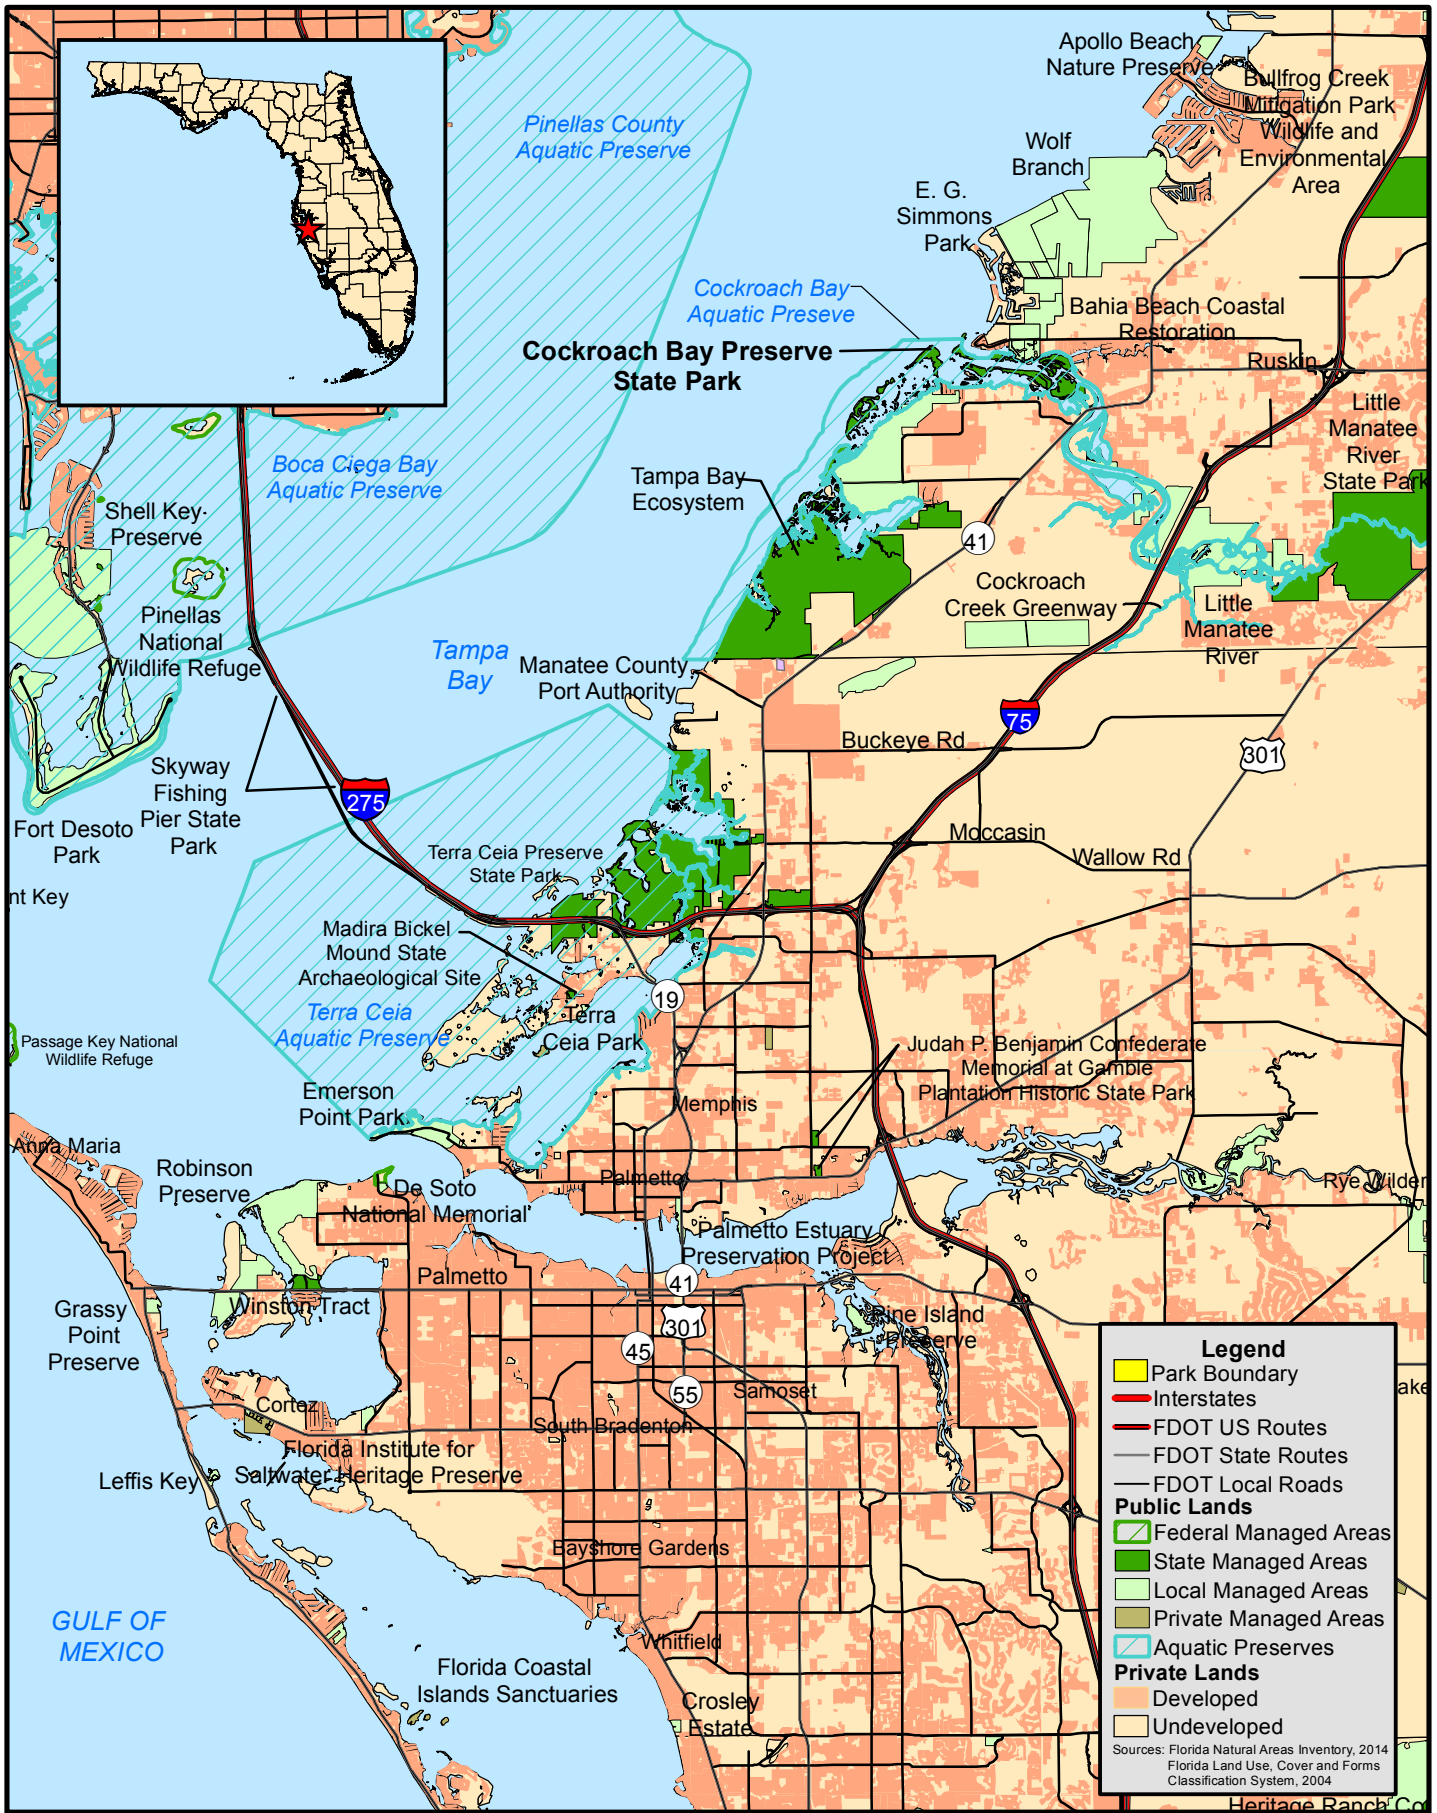 Apollo Beach
Nature Preserve
Bullfrog Creek
Mitigation Park
Wildlife and
Environmental
Area
Pinellas County
Aquatic Preserve
Wolf
Branch
E. G.
Simmons
Park
Cockroach Bay
Aquatic Preseve
Bahia Beach Coastal
Restoration
Cockroach Bay Preserve
State Park
Ruskin
Little
Manatee
River
State Park
Boca Ciega Bay
Aquatic Preserve
Tampa Bay
Ecosystem
Shell Key
Preserve
41
Cockroach
Creek Greenway
Little
Manatee
River
Pinellas
National
Wildlife Refuge
Tampa
Bay
Manatee County
Port Authority
75
Buckeye Rd
301
Skyway
Fishing
Pier State
Park
275
Fort Desoto
Park
Moccasin
Wallow Rd
Terra Ceia Preserve
State Park
nt Key
Madira Bickel
Mound State
Archaeological Site
19
Terra Ceia
Aquatic Preserve
Terra
Ceia Park
Passage Key National
Wildlife Refuge
Judah P. Benjamin Confederate
Memorial at Gamble
Plantation Historic State Park
Emerson
Point Park
Memphis
Anna Maria
Robinson
Preserve
Palmetto
Rye Wilder
De Soto
National Memorial
Palmetto Estuary
Preservation Project
Palmetto
41
Winston Tract
Grassy
Point
Preserve
301
Pine Island
Preserve
45
55
Samoset
Cortez
South Bradenton
Florida Institute for
Saltwater Heritage Preserve
Leffis Key
Bayshore Gardens
GULF OF
MEXICO
Whitfield
Florida Coastal
Islands Sanctuaries
Crosley
Estate
ake
Legend
Park Boundary
Interstates
FDOT US Routes
FDOT State Routes
FDOT Local Roads
Public Lands
Federal Managed Areas
State Managed Areas
Local Managed Areas
Private Managed Areas
Aquatic Preserves
Private Lands
Developed
Undeveloped
Sources: Florida Natural Areas Inventory, 2014
Florida Land Use, Cover and Forms
Classification System, 2004
Heritage Ranch Co